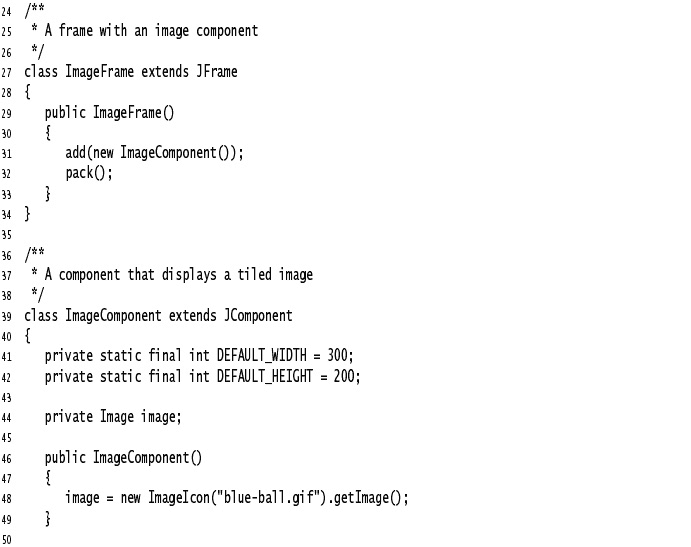 24 /**
25  * A frame with an image component
26  */
27 class ImageFrame extends JFrame
28 {
29    public ImageFrame()
30    {
31       add(new ImageComponent());
32       pack();
33    }
34 }
35
36 /**
37  * A component that displays a tiled image
38  */
39 class ImageComponent extends JComponent
40 {
41    private static final int DEFAULT_WIDTH = 300;
42    private static final int DEFAULT_HEIGHT = 200;
43
44    private Image image;
45
46    public ImageComponent()
47    {
48       image = new ImageIcon("blue-ball.gif").getImage();
49    }
50